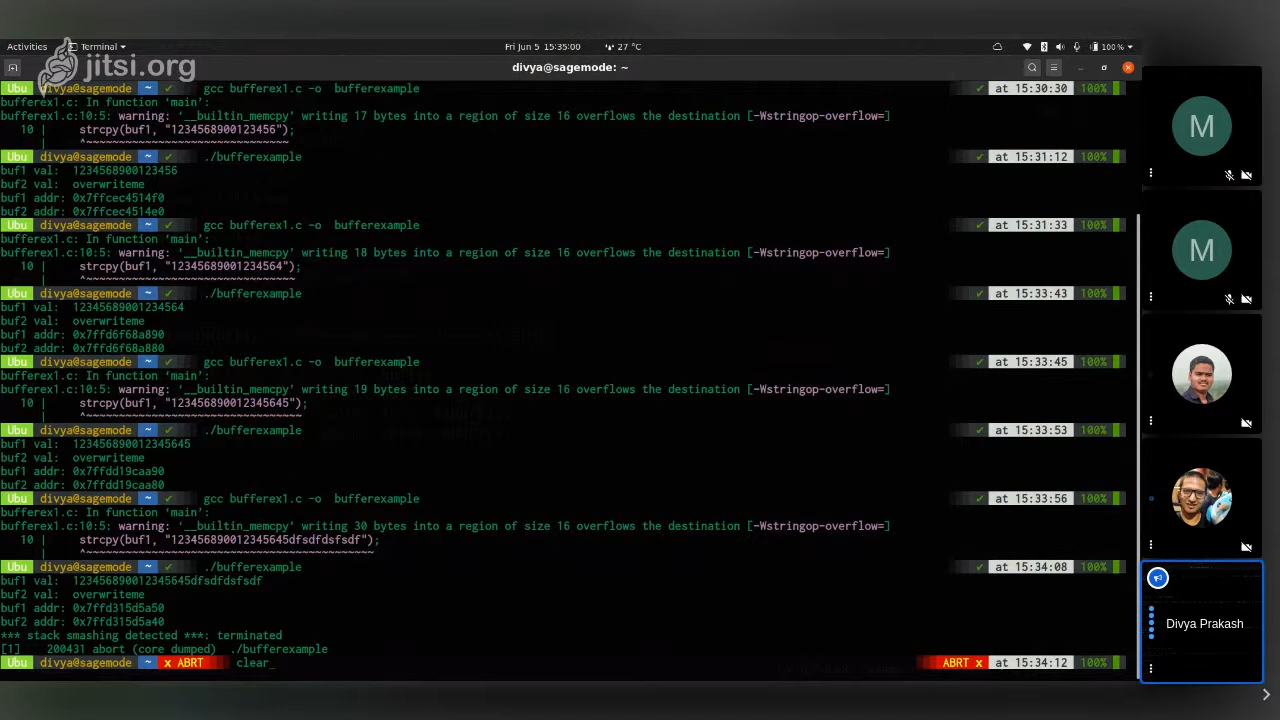 Activities Terminal Fri Jun 5 15:35:00 27 °C 100%
jitsi.org
divya@sagemode: ~
Ubu divya@sagemode ~ ✓ gcc bufferex1.c -o bufferexample ✓ at 15:30:30 100%
bufferex1.c: In function ‘main’:
bufferex1.c:10:5: warning: ‘__builtin_memcpy’ writing 17 bytes into a region of size 16 overflows the destination [-Wstringop-overflow=]
10 | strcpy(buf1, "1234568900123456");
| ^~~~~~~~~~~~~~~~~~~~~~~~~~~~~~~~
Ubu divya@sagemode ~ ✓ ./bufferexample ✓ at 15:31:12 100%
buf1 val: 1234568900123456
buf2 val: overwriteme
buf1 addr: 0x7ffcec4514f0
buf2 addr: 0x7ffcec4514e0
Ubu divya@sagemode ~ ✓ gcc bufferex1.c -o bufferexample ✓ at 15:31:33 100%
bufferex1.c: In function ‘main’:
bufferex1.c:10:5: warning: ‘__builtin_memcpy’ writing 18 bytes into a region of size 16 overflows the destination [-Wstringop-overflow=]
10 | strcpy(buf1, "12345689001234564");
| ^~~~~~~~~~~~~~~~~~~~~~~~~~~~~~~~~
Ubu divya@sagemode ~ ✓ ./bufferexample ✓ at 15:33:43 100%
buf1 val: 12345689001234564
buf2 val: overwriteme
buf1 addr: 0x7ffd6f68a890
buf2 addr: 0x7ffd6f68a880
Ubu divya@sagemode ~ ✓ gcc bufferex1.c -o bufferexample ✓ at 15:33:45 100%
bufferex1.c: In function ‘main’:
bufferex1.c:10:5: warning: ‘__builtin_memcpy’ writing 19 bytes into a region of size 16 overflows the destination [-Wstringop-overflow=]
10 | strcpy(buf1, "123456890012345645");
| ^~~~~~~~~~~~~~~~~~~~~~~~~~~~~~~~~~
Ubu divya@sagemode ~ ✓ ./bufferexample ✓ at 15:33:53 100%
buf1 val: 123456890012345645
buf2 val: overwriteme
buf1 addr: 0x7ffdd19caa90
buf2 addr: 0x7ffdd19caa80
Ubu divya@sagemode ~ ✓ gcc bufferex1.c -o bufferexample ✓ at 15:33:56 100%
bufferex1.c: In function ‘main’:
bufferex1.c:10:5: warning: ‘__builtin_memcpy’ writing 30 bytes into a region of size 16 overflows the destination [-Wstringop-overflow=]
10 | strcpy(buf1, "123456890012345645dfsdfdsfsdf");
| ^~~~~~~~~~~~~~~~~~~~~~~~~~~~~~~~~~~~~~~~~~~~~
Ubu divya@sagemode ~ ✓ ./bufferexample ✓ at 15:34:08 100%
buf1 val: 123456890012345645dfsdfdsfsdf
buf2 val: overwriteme
buf1 addr: 0x7ffd315d5a50
buf2 addr: 0x7ffd315d5a40
*** stack smashing detected ***: terminated
[1] 200431 abort (core dumped) ./bufferexample
Ubu divya@sagemode ~ x ABRT clear_ ABRT x at 15:34:12 100%
M
M
Divya Prakash